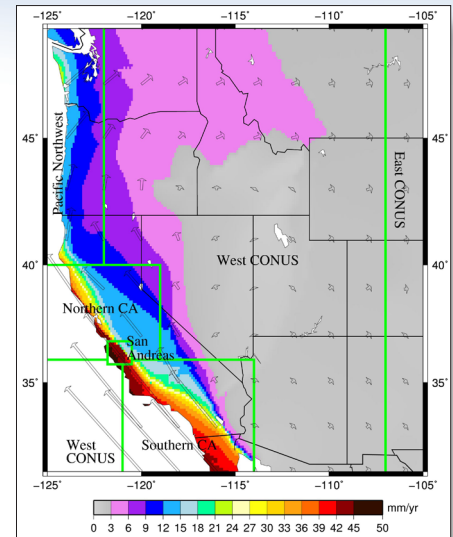 −125˚ −120˚ −115˚ −110˚ −105˚
45˚
Pacific Northwest
East CONUS
West CONUS
40˚ 40˚
Northern CA
San
Andreas
35˚ 35˚
West
CONUS
Southern CA
45˚
−125˚ −120˚ −115˚ −110˚ −105˚
mm/yr
0 3 6 9 12 15 18 21 24 27 30 33 36 39 42 45 50